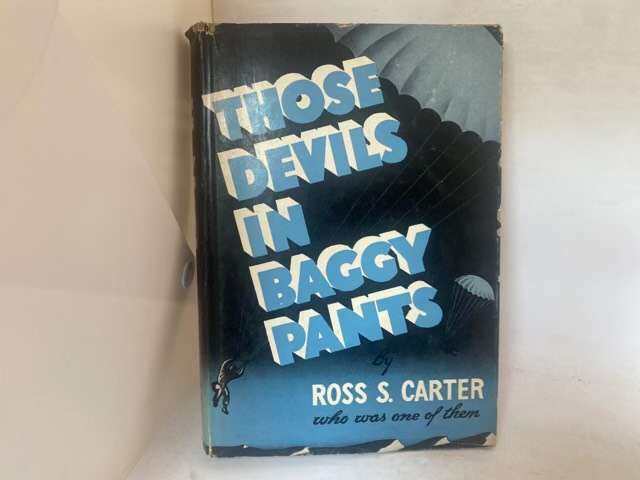 THOSE
DEVILS
IN
BAGGY
PANTS
by
ROSS S. CARTER
who was one of them